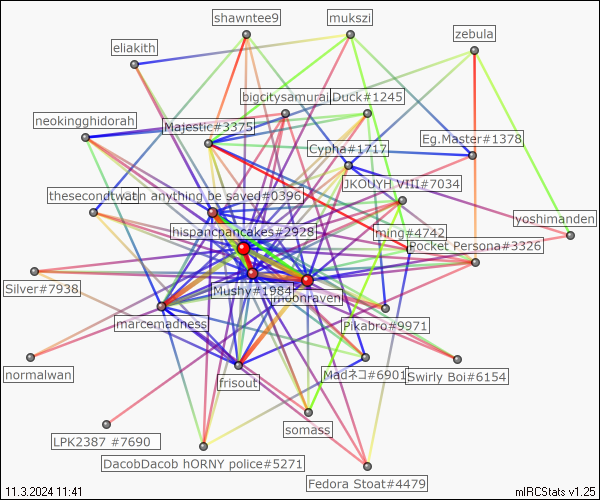 shawntee9
mukszi
zebula
eliakith
bigcitysamurai
Duck#1245
neokingghidorah
Majestic#3375
Cypha#1717
Eg.Master#1378
JKOUYH VIII#7034
thesecondtwat
in anything be saved#0396
yoshimanden
hispancpancakes#2928
ming#4742
Pocket Persona#3326
Silver#7938
Mushy#1984
moonraven
marcemadness
Pikabro#9971
normalwan
frisout
Madネコ#6901
Swirly Boi#6154
somass
LPK2387 #7690
DacobDacob hORNY police#5271
Fedora Stoat#4479
11.3.2024 11:41
mIRCStats v1.25